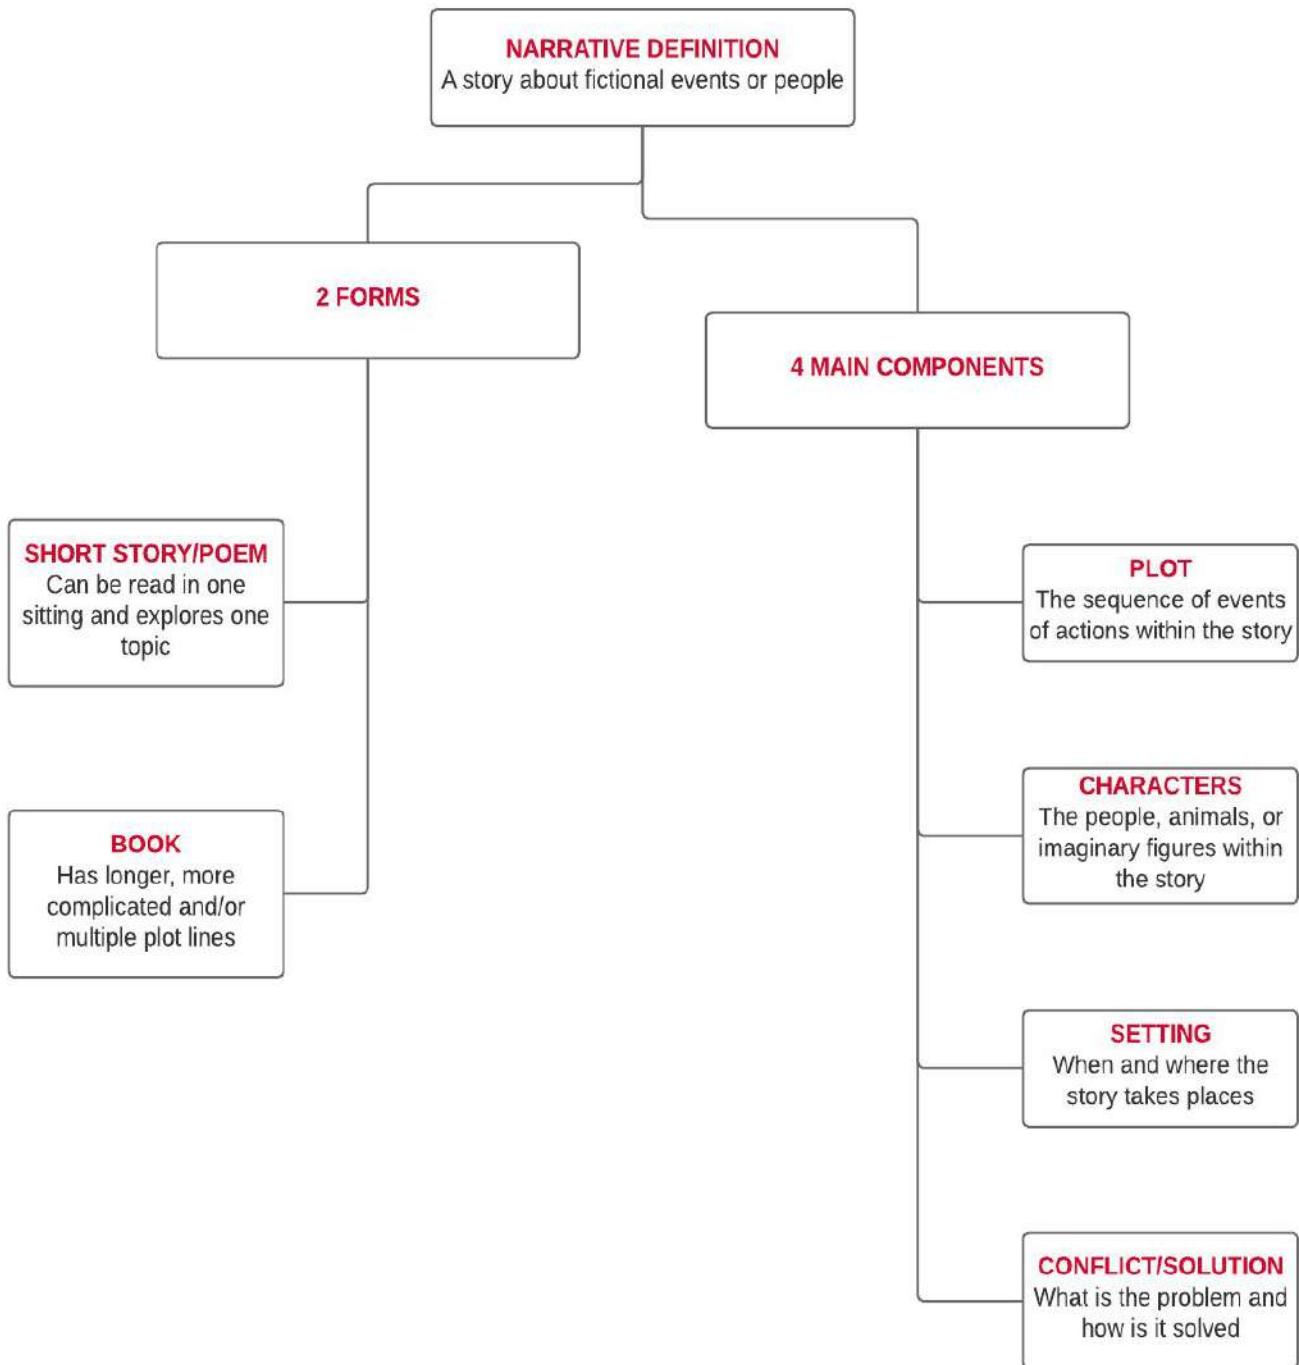 NARRATIVE DEFINITION
A story about fictional events or people
2 FORMS
4 MAIN COMPONENTS
SHORT STORY/POEM
Can be read in one
sitting and explores one
topic
BOOK
Has longer, more
complicated and/or
multiple plot lines
PLOT
The sequence of events
of actions within the story
CHARACTERS
The people, animals, or
imaginary figures within
the story
SETTING
When and where the
story takes places
CONFLICT/SOLUTION
What is the problem and
how is it solved